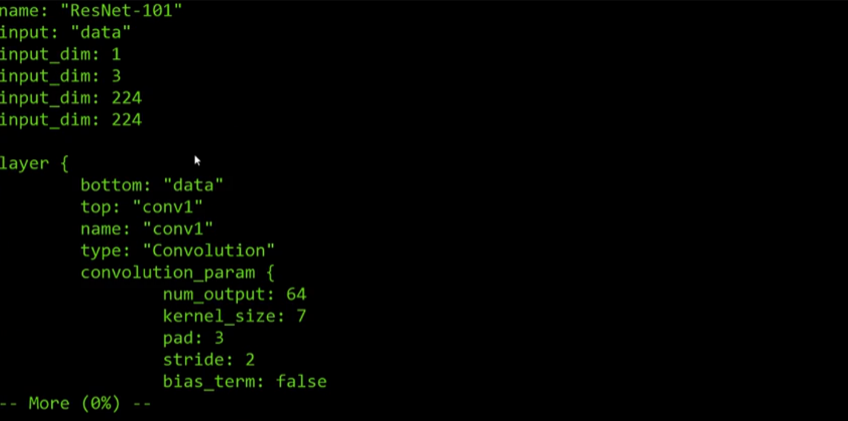 name: "ResNet-101"
input: "data"
input_dim: 1
input_dim: 3
input_dim: 224
input_dim: 224
layer {
bottom: "data"
top: "conv1"
name: "conv1"
type: "Convolution"
convolution_param {
num_output: 64
kernel_size: 7
pad: 3
stride: 2
bias_term: false
-- More (0%) --